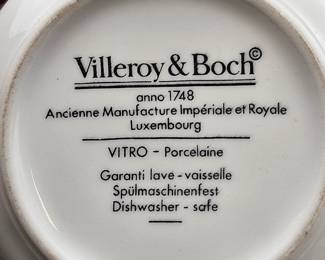 Villeroy & Boch©
anno 1748
Ancienne Manufacture Impériale et Royale
Luxembourg
VITRO - Porcelaine
Garanti lave-vaisselle
Spülmaschinenfest
Dishwasher - safe